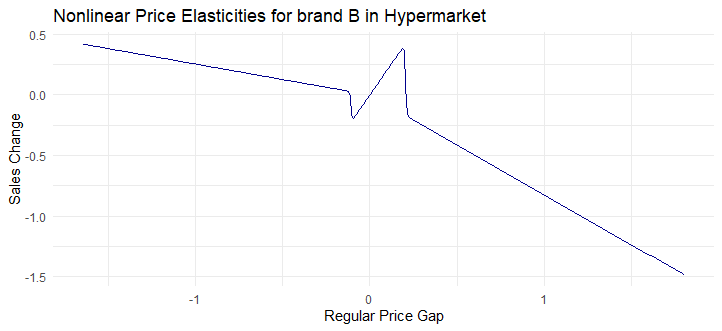 Nonlinear Price Elasticities for brand B in Hypermarket
0.5
0.0
-0.5
-1.0
-1.5
Sales Change
-1
0
1
Regular Price Gap